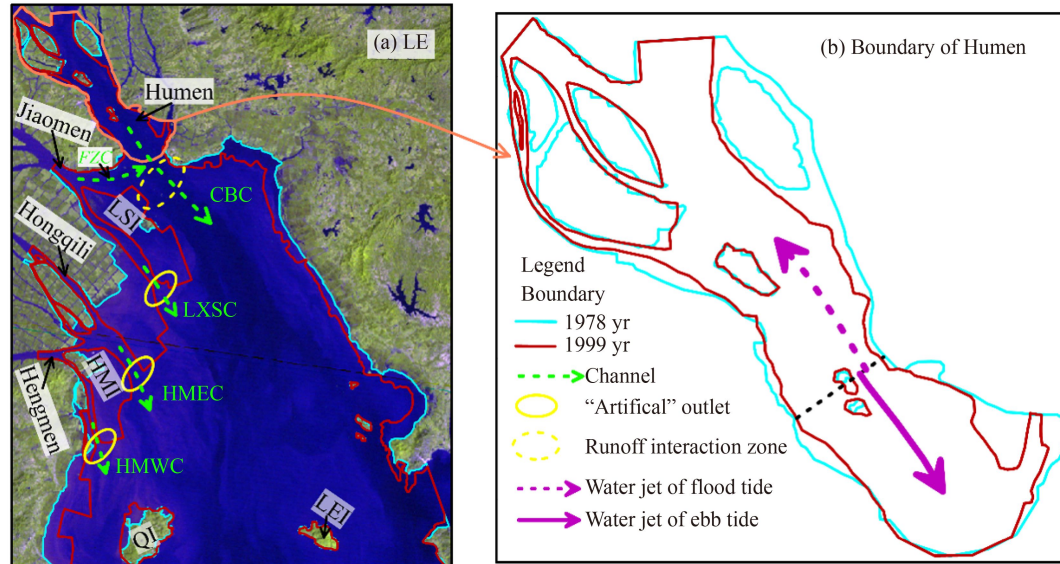 (a) LE
Humen
Jiaomen
FZC
CBC
LSI
Hongqili
LXSC
HMI
HMEC
Hengmen
HMWC
QI
LEI
(b) Boundary of Humen
Legend
Boundary
1978 yr
1999 yr
Channel
“Artifical” outlet
Runoff interaction zone
Water jet of flood tide
Water jet of ebb tide